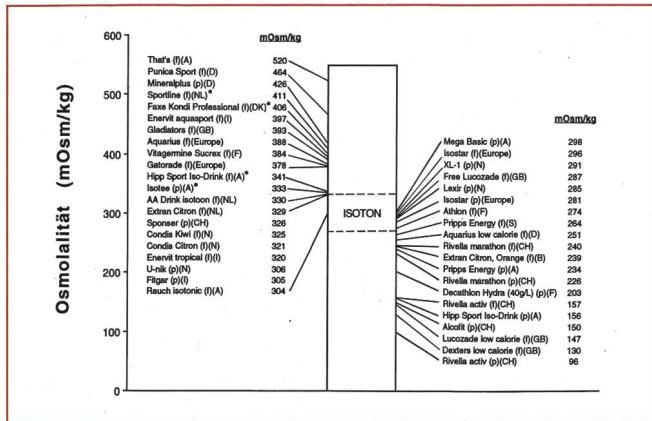 Osmolalität (mOsm/kg)
600
500
400
300
200
100
0
mOsm/kg
That's (f)(A) 520
Punica Sport (f)(D) 464
Mineralplus (p)(D) 426
Sportline (f)(NL)* 411
Faxe Kondi Professional (f)(DK)* 406
Enervit aquasport (f)(I) 397
Gladiators (f)(GB) 393
Aquarius (f)(Europe) 388
Vitagermine Sucrex (f)(F) 384
Gatorade (f)(Europe) 378
Hipp Sport Iso-Drink (f)(A)* 341
Isotee (p)(A)* 333
AA Drink isotoon (f)(NL) 330
Extran Citron (f)(NL) 329
Sponser (p)(CH) 326
Condis Kiwi (f)(N) 325
Condis Citron (f)(N) 321
Enervit tropical (f)(I) 320
U-nik (p)(N) 306
Fitgar (p)(I) 305
Rauch isotonic (f)(A) 304
ISOTON
mOsm/kg
Mega Basic (p)(A) 298
Isostar (f)(Europe) 296
XL-1 (p)(N) 291
Free Lucozade (f)(GB) 287
Lexir (p)(N) 285
Isostar (p)(Europe) 281
Athlon (f)(F) 274
Pripps Energy (f)(S) 264
Aquarius low calorie (f)(D) 251
Rivella marathon (f)(CH) 240
Extran Citron, Orange (f)(B) 239
Pripps Energy (p)(A) 234
Rivella marathon (p)(CH) 226
Decathlon Hydra (40g/L) (p)(F) 203
Rivella activ (f)(CH) 157
Hipp Sport Iso-Drink (p)(A) 156
Alcofit (p)(CH) 150
Lucozade low calorie (f)(GB) 147
Dexters low calorie (f)(GB) 130
Rivella activ (p)(CH) 96